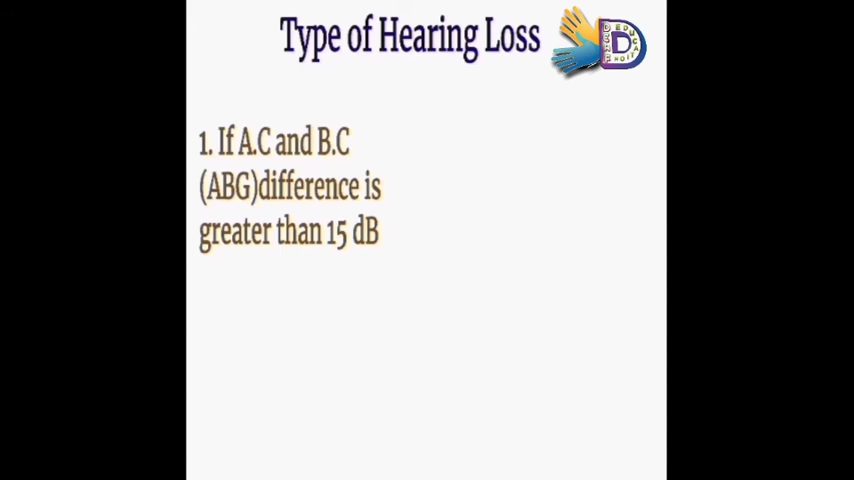 Type of Hearing Loss
1. If A.C and B.C
(ABG)difference is
greater than 15 dB